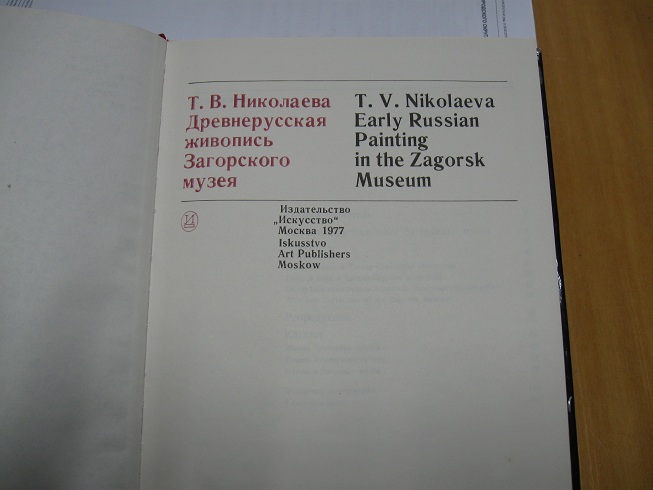 Т. В. Николаева
Древнерусская
живопись
Загорского
музея
T. V. Nikolaeva
Early Russian
Painting
in the Zagorsk
Museum
И
Издательство
„Искусство“
Москва 1977
Iskusstvo
Art Publishers
Moskow